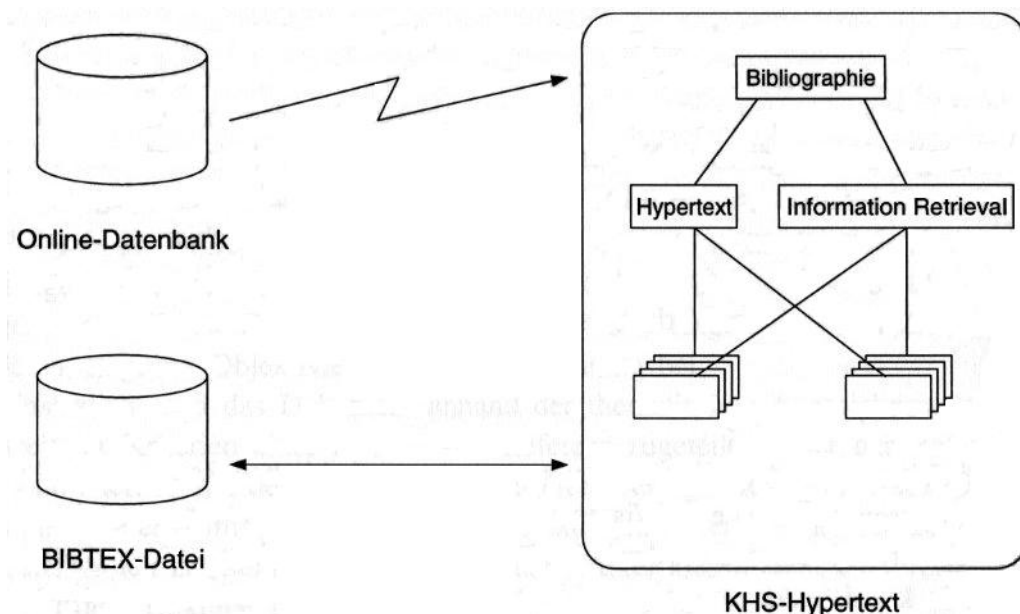 Bibliographie
Hypertext
Information Retrieval
Online-Datenbank
BIBTEX-Datei
KHS-Hypertext